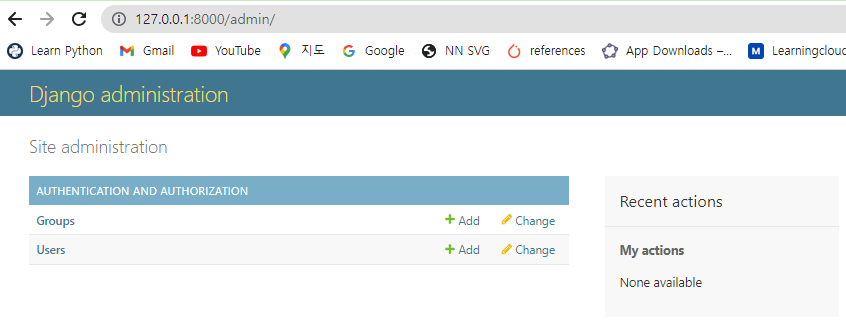 127.0.0.1:8000/admin/
Learn Python Gmail YouTube 지도 Google NN SVG references App Downloads –... M Learningcloud
Django administration
Site administration
AUTHENTICATION AND AUTHORIZATION
Groups + Add Change
Users + Add Change
Recent actions
My actions
None available